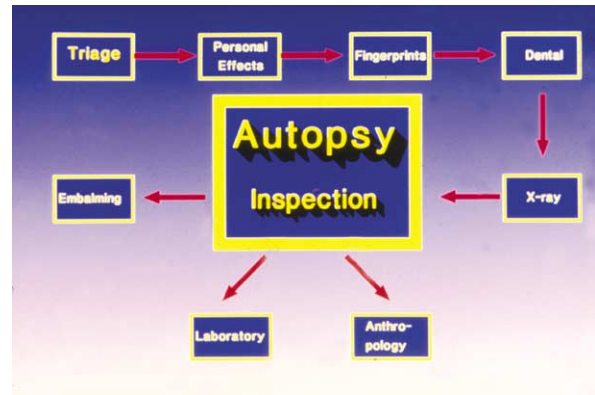 Triage
Personal
Effects
Fingerprints
Dental
Autopsy
Inspection
Embalming
X-ray
Laboratory
Anthro-
pology